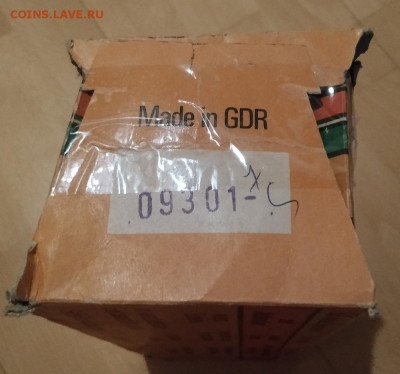 COINS.LAVE.RU
Made in GDR
09301-